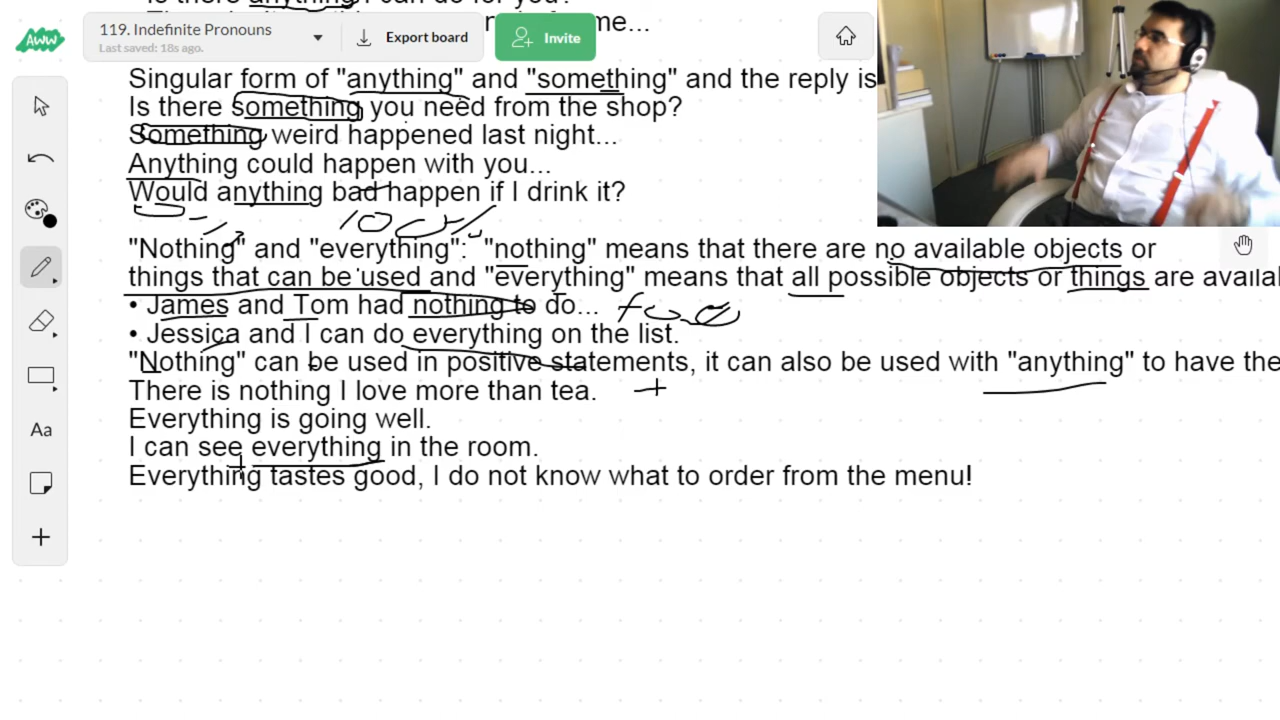 Is there anything I can do for you?
me...
AWW
119. Indefinite Pronouns
Last saved: 18s ago.
Export board
Invite
Singular form of "anything" and "something" and the reply is
Is there something you need from the shop?
Something weird happened last night...
Anything could happen with you...
Would anything bad happen if I drink it?
"Nothing" and "everything": "nothing" means that there are no available objects or
things that can be used and "everything" means that all possible objects or things are availa
• James and Tom had nothing to do...
• Jessica and I can do everything on the list.
"Nothing" can be used in positive statements, it can also be used with "anything" to have the
+
There is nothing I love more than tea.
Everything is going well.
I can see everything in the room.
Everything tastes good, I do not know what to order from the menu!
Aa